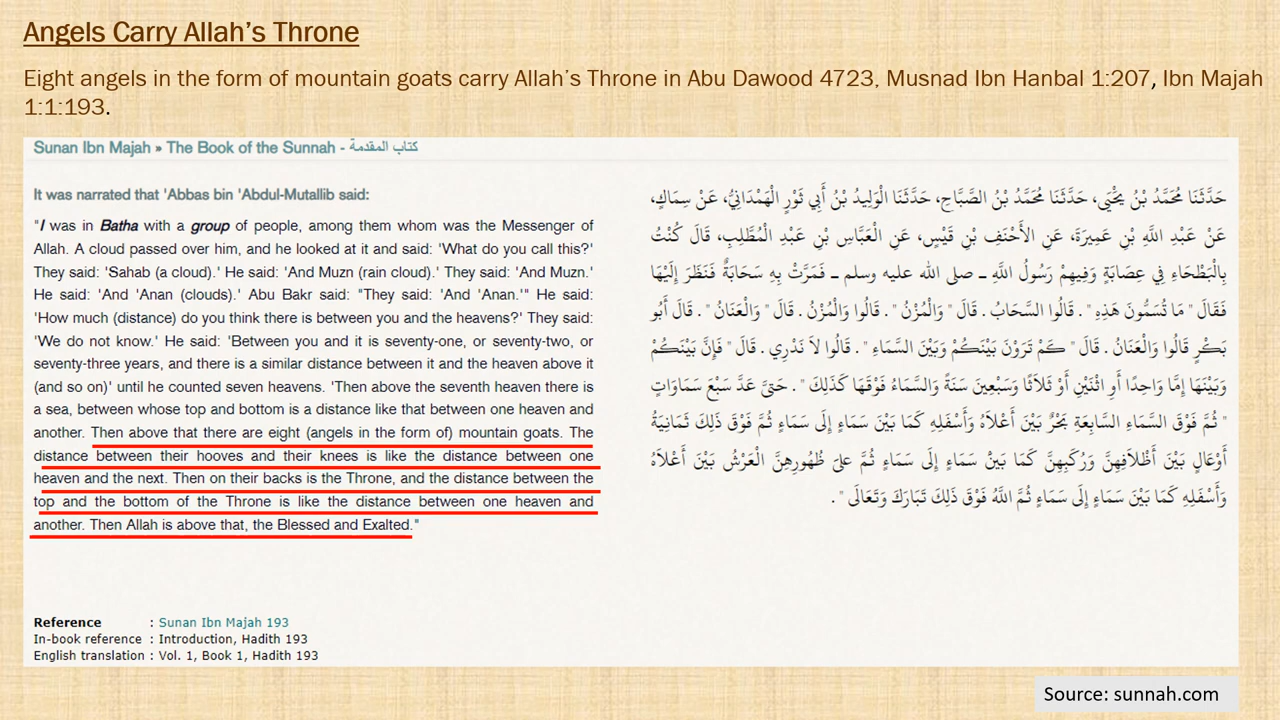 Angels Carry Allah's Throne
Eight angels in the form of mountain goats carry Allah's Throne in Abu Dawood 4723, Musnad Ibn Hanbal 1:207, Ibn Majah
1:1:193.
Sunan Ibn Majah » The Book of the Sunnah - كتاب المقدمة
It was narrated that 'Abbas bin 'Abdul-Mutallib said:
"I was in Batha with a group of people, among them whom was the Messenger of
Allah. A cloud passed over him, and he looked at it and said: 'What do you call this?'
They said: 'Sahab (a cloud).' He said: 'And Muzn (rain cloud).' They said: 'And Muzn.'
He said: 'And 'Anan (clouds).' Abu Bakr said: "They said: 'And 'Anan.'" He said:
'How much (distance) do you think there is between you and the heavens?' They said:
'We do not know.' He said: 'Between you and it is seventy-one, or seventy-two, or
seventy-three years, and there is a similar distance between it and the heaven above it
(and so on)' until he counted seven heavens. 'Then above the seventh heaven there is
a sea, between whose top and bottom is a distance like that between one heaven and
another. Then above that there are eight (angels in the form of) mountain goats. The
distance between their hooves and their knees is like the distance between one
heaven and the next. Then on their backs is the Throne, and the distance between the
top and the bottom of the Throne is like the distance between one heaven and
another. Then Allah is above that, the Blessed and Exalted."
حَدَّثَنَا مُحَمَّدُ بْنُ يَحْيَى، حَدَّثَنَا مُحَمَّدُ بْنُ الصَّبَّاحِ، حَدَّثَنَا الْوَلِيدُ بْنُ أَبِي ثَوْرٍ الْهَمْدَانِيُّ، عَنْ سِمَاكٍ،
عَنْ عَبْدِ اللَّهِ بْنِ عَمِيرَةَ، عَنِ الأَحْنَفِ بْنِ قَيْسٍ، عَنِ الْعَبَّاسِ بْنِ عَبْدِ الْمُطَّلِبِ، قَالَ كُنْتُ
بِالْبَطْحَاءِ فِي عِصَابَةٍ وَفِيهِمْ رَسُولُ اللَّهِ ـ صلى الله عليه وسلم ـ فَمَرَّتْ بِهِ سَحَابَةٌ فَنَظَرَ إِلَيْهَا
فَقَالَ " مَا تُسَمُّونَ هَذِهِ " . قَالُوا السَّحَابُ . قَالَ " وَالْمُزْنُ " . قَالُوا وَالْمُزْنُ . قَالَ " وَالْعَنَانُ " . قَالَ أَبُو
بَكْرٍ قَالُوا وَالْعَنَانُ . قَالَ " كَمْ تَرَوْنَ بَيْنَكُمْ وَبَيْنَ السَّمَاءِ " . قَالُوا لاَ نَدْرِي . قَالَ " فَإِنَّ بَيْنَكُمْ
وَبَيْنَهَا إِمَّا وَاحِدًا أَوِ اثْنَيْنِ أَوْ ثَلاَثًا وَسَبْعِينَ سَنَةً وَالسَّمَاءُ فَوْقَهَا كَذَلِكَ " . حَتَّى عَدَّ سَبْعَ سَمَاوَاتٍ
" ثُمَّ فَوْقَ السَّمَاءِ السَّابِعَةِ بَحْرٌ بَيْنَ أَعْلاَهُ وَأَسْفَلِهِ كَمَا بَيْنَ سَمَاءٍ إِلَى سَمَاءٍ ثُمَّ فَوْقَ ذَلِكَ ثَمَانِيَةُ
أَوْعَالٍ بَيْنَ أَظْلاَفِهِنَّ وَرُكَبِهِنَّ كَمَا بَيْنَ سَمَاءٍ إِلَى سَمَاءٍ ثُمَّ عَلَى ظُهُورِهِنَّ الْعَرْشُ بَيْنَ أَعْلاَهُ
وَأَسْفَلِهِ كَمَا بَيْنَ سَمَاءٍ إِلَى سَمَاءٍ ثُمَّ اللَّهُ فَوْقَ ذَلِكَ تَبَارَكَ وَتَعَالَى " .
Reference : Sunan Ibn Majah 193
In-book reference : Introduction, Hadith 193
English translation : Vol. 1, Book 1, Hadith 193
Source: sunnah.com